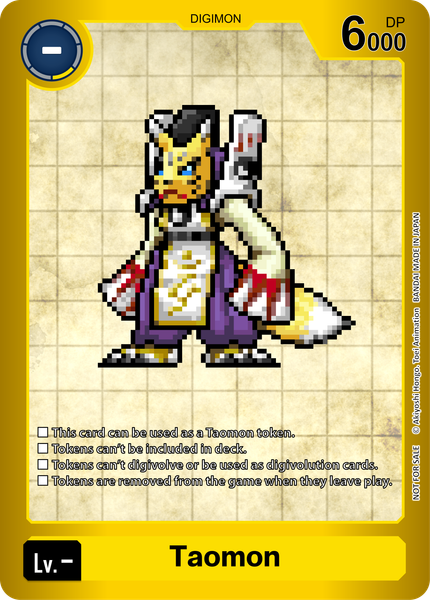 DIGIMON
-
DP
6000
□ This card can be used as a Taomon token.
□ Tokens can't be included in deck.
□ Tokens can't digivolve or be used as digivolution cards.
□ Tokens are removed from the game when they leave play.
NOT FOR SALE © Akiyoshi Hongo, Toei Animation BANDAI MADE IN JAPAN
Lv.-
Taomon